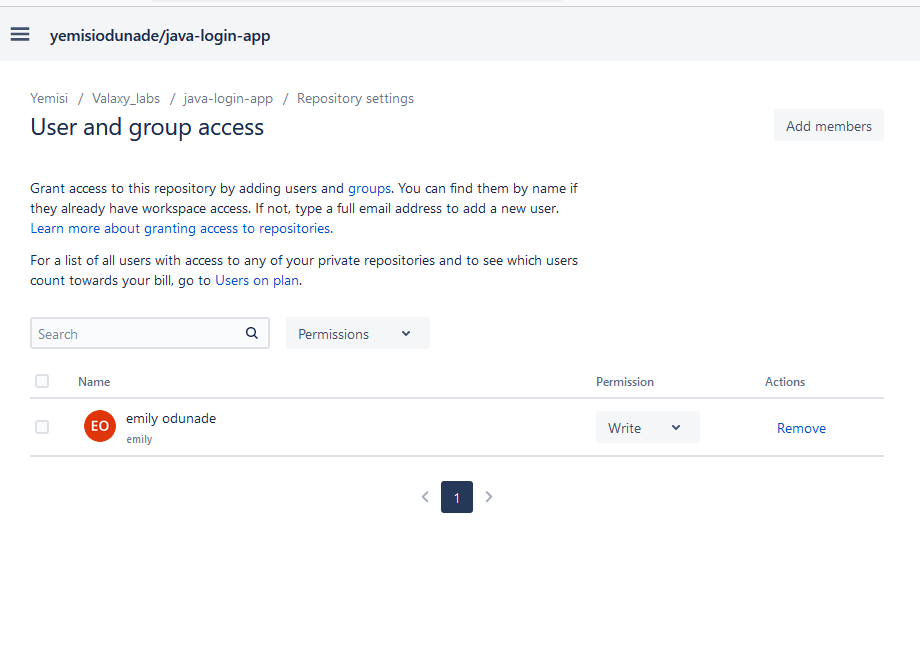 yemisiodunade/java-login-app
Yemisi / Valaxy_labs / java-login-app / Repository settings
User and group access
Add members
Grant access to this repository by adding users and groups. You can find them by name if
they already have workspace access. If not, type a full email address to add a new user.
Learn more about granting access to repositories.
For a list of all users with access to any of your private repositories and to see which users
count towards your bill, go to Users on plan.
Search
Permissions
Name Permission Actions
EO emily odunade Write Remove
emily
1